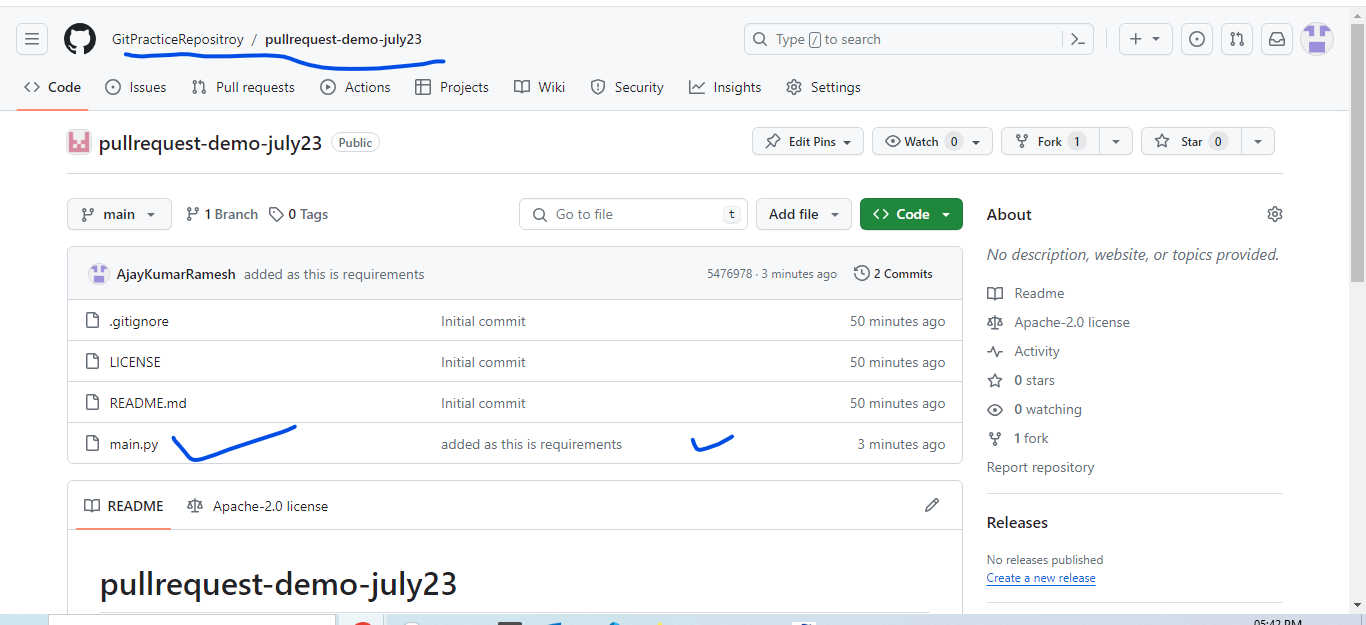 GitPracticeRepositroy / pullrequest-demo-july23
Type / to search
Code Issues Pull requests Actions Projects Wiki Security Insights Settings
pullrequest-demo-july23 Public
Edit Pins Watch 0 Fork 1 Star 0
main 1 Branch 0 Tags Go to file t Add file Code
AjayKumarRamesh added as this is requirements 5476978 · 3 minutes ago 2 Commits
.gitignore Initial commit 50 minutes ago
LICENSE Initial commit 50 minutes ago
README.md Initial commit 50 minutes ago
main.py added as this is requirements 3 minutes ago
README Apache-2.0 license
pullrequest-demo-july23
About
No description, website, or topics provided.
Readme
Apache-2.0 license
Activity
0 stars
0 watching
1 fork
Report repository
Releases
No releases published
Create a new release
05:42 PM